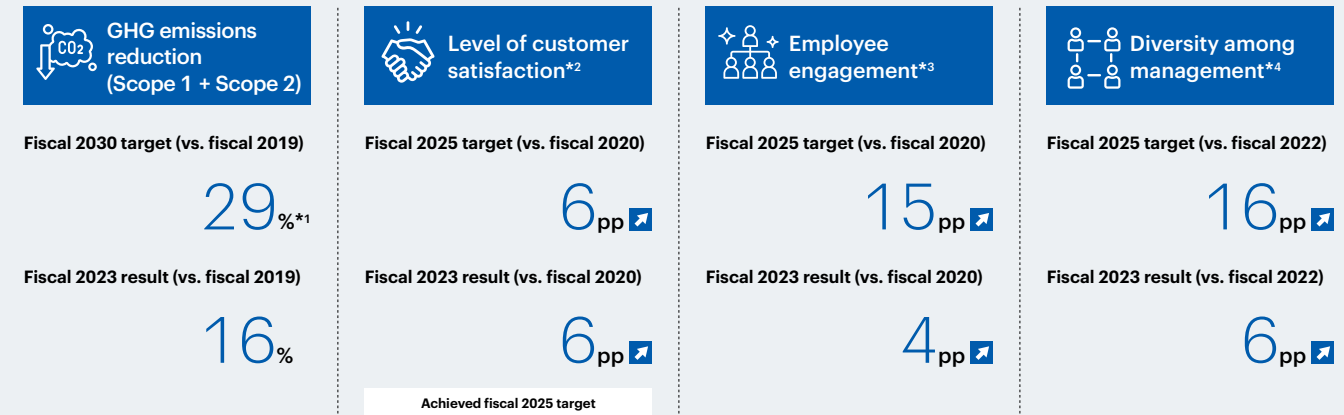 CO2
GHG emissions
reduction
(Scope 1 + Scope 2)
Fiscal 2030 target (vs. fiscal 2019)
29%*1
Fiscal 2023 result (vs. fiscal 2019)
16%
Level of customer
satisfaction*2
Fiscal 2025 target (vs. fiscal 2020)
6pp
Fiscal 2023 result (vs. fiscal 2020)
6pp
Achieved fiscal 2025 target
Employee
engagement*3
Fiscal 2025 target (vs. fiscal 2020)
15pp
Fiscal 2023 result (vs. fiscal 2020)
4pp
Diversity among
management*4
Fiscal 2025 target (vs. fiscal 2022)
16pp
Fiscal 2023 result (vs. fiscal 2022)
6pp